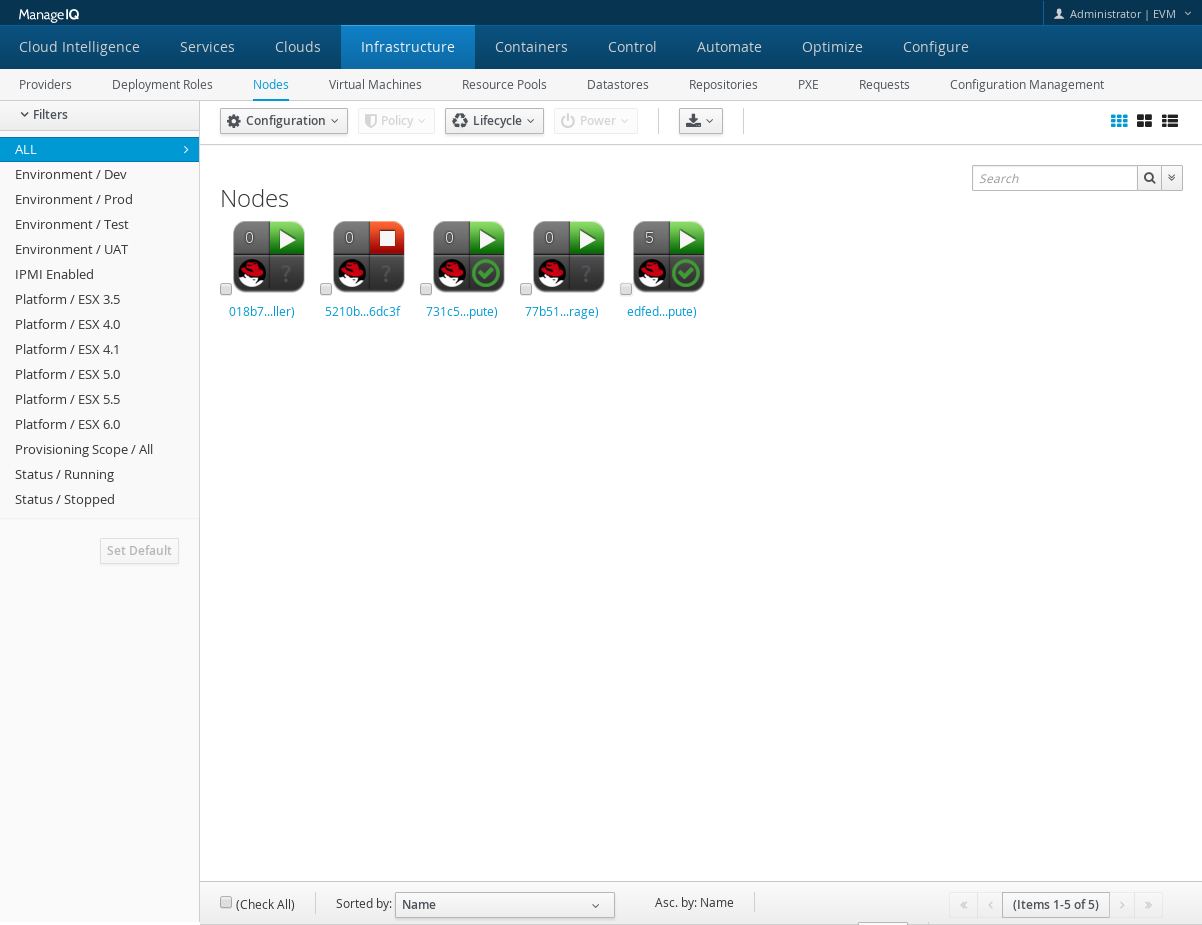 ManageIQ
Administrator | EVM
Cloud Intelligence Services Clouds Infrastructure Containers Control Automate Optimize Configure
Providers Deployment Roles Nodes Virtual Machines Resource Pools Datastores Repositories PXE Requests Configuration Management
Filters
Configuration Policy Lifecycle Power
ALL
Environment / Dev
Environment / Prod
Environment / Test
Environment / UAT
IPMI Enabled
Platform / ESX 3.5
Platform / ESX 4.0
Platform / ESX 4.1
Platform / ESX 5.0
Platform / ESX 5.5
Platform / ESX 6.0
Provisioning Scope / All
Status / Running
Status / Stopped
Set Default
Search
Nodes
0 0 0 0 5
? ? ?
018b7...ller) 5210b...6dc3f 731c5...pute) 77b51...rage) edfed...pute)
(Check All) Sorted by: Name Asc. by: Name « ‹ (Items 1-5 of 5) › »